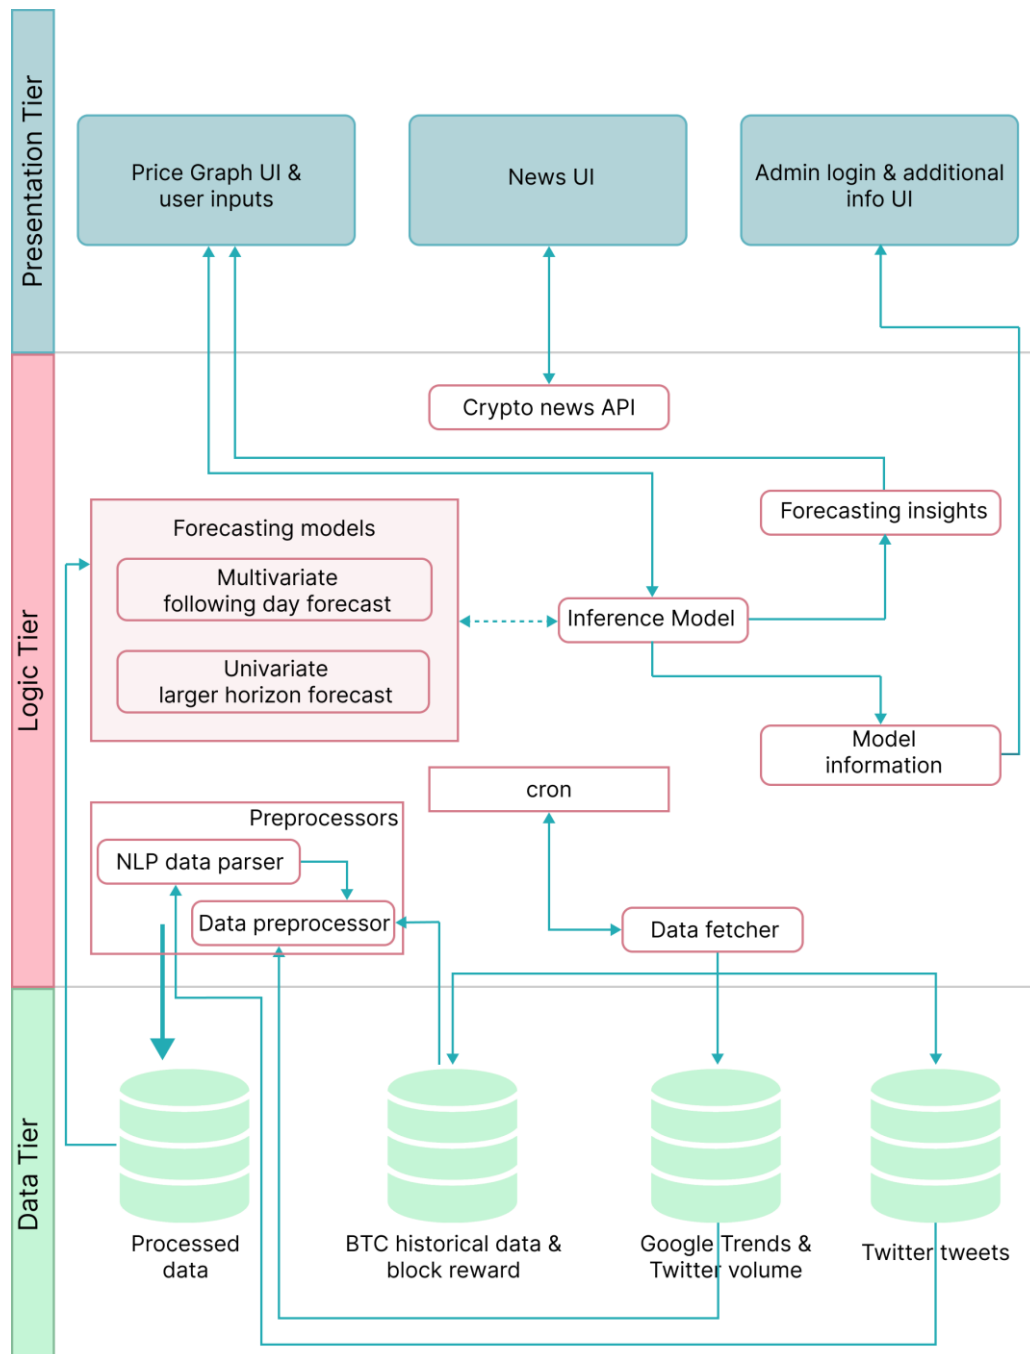 Presentation Tier
Price Graph UI &
user inputs
News UI
Admin login & additional
info UI
Logic Tier
Crypto news API
Forecasting insights
Forecasting models
Multivariate
following day forecast
Univariate
larger horizon forecast
Inference Model
Model
information
cron
Preprocessors
NLP data parser
Data preprocessor
Data fetcher
Data Tier
Processed
data
BTC historical data &
block reward
Google Trends &
Twitter volume
Twitter tweets